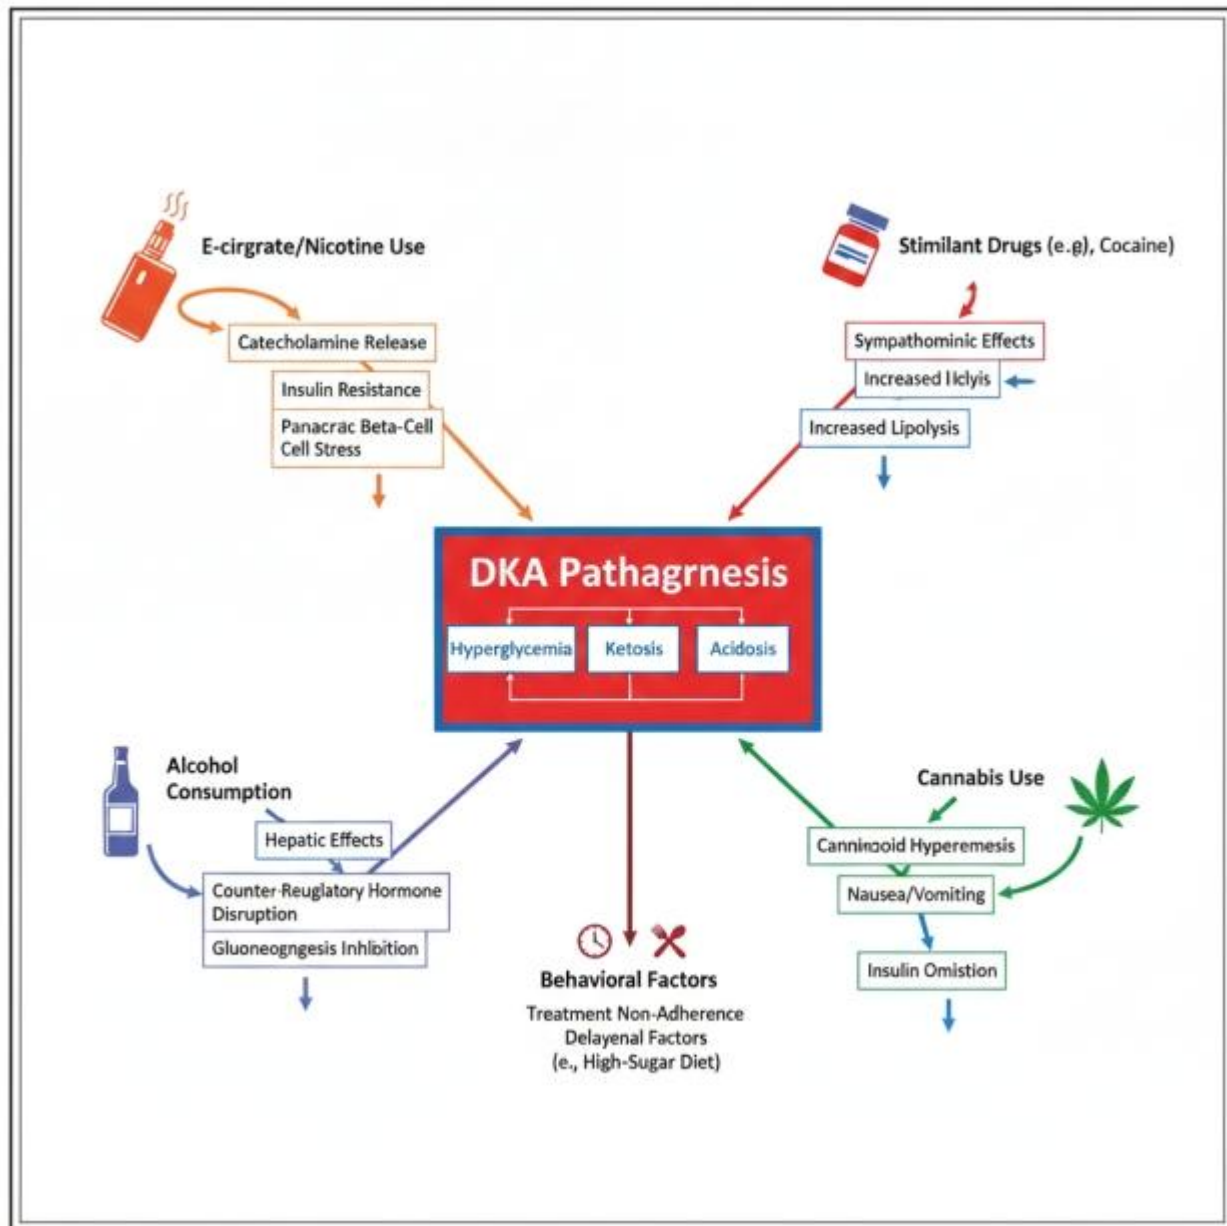 E-cirgrate/Nicotine Use
Catecholamine Release
Insulin Resistance
Panacrac Beta-Cell
Cell Stress
Stimilant Drugs (e.g), Cocaine)
Sympathominic Effects
Increased
Increased Lipolysis
DKA Pathagrnesis
Hyperglycemia
Ketosis
Acidosis
Alcohol
Consumption
Hepatic Effects
Counter-Reuglatory Hormone
Disruption
Gluoneogngesis Inhlbition
Cannabis Use
Hyperemesis
Nausea/Vomiting
Insulin Omistion
Behavioral Factors
Treatment Non-Adherence
Delayenal Factors
(e., High-Sugar Diet)